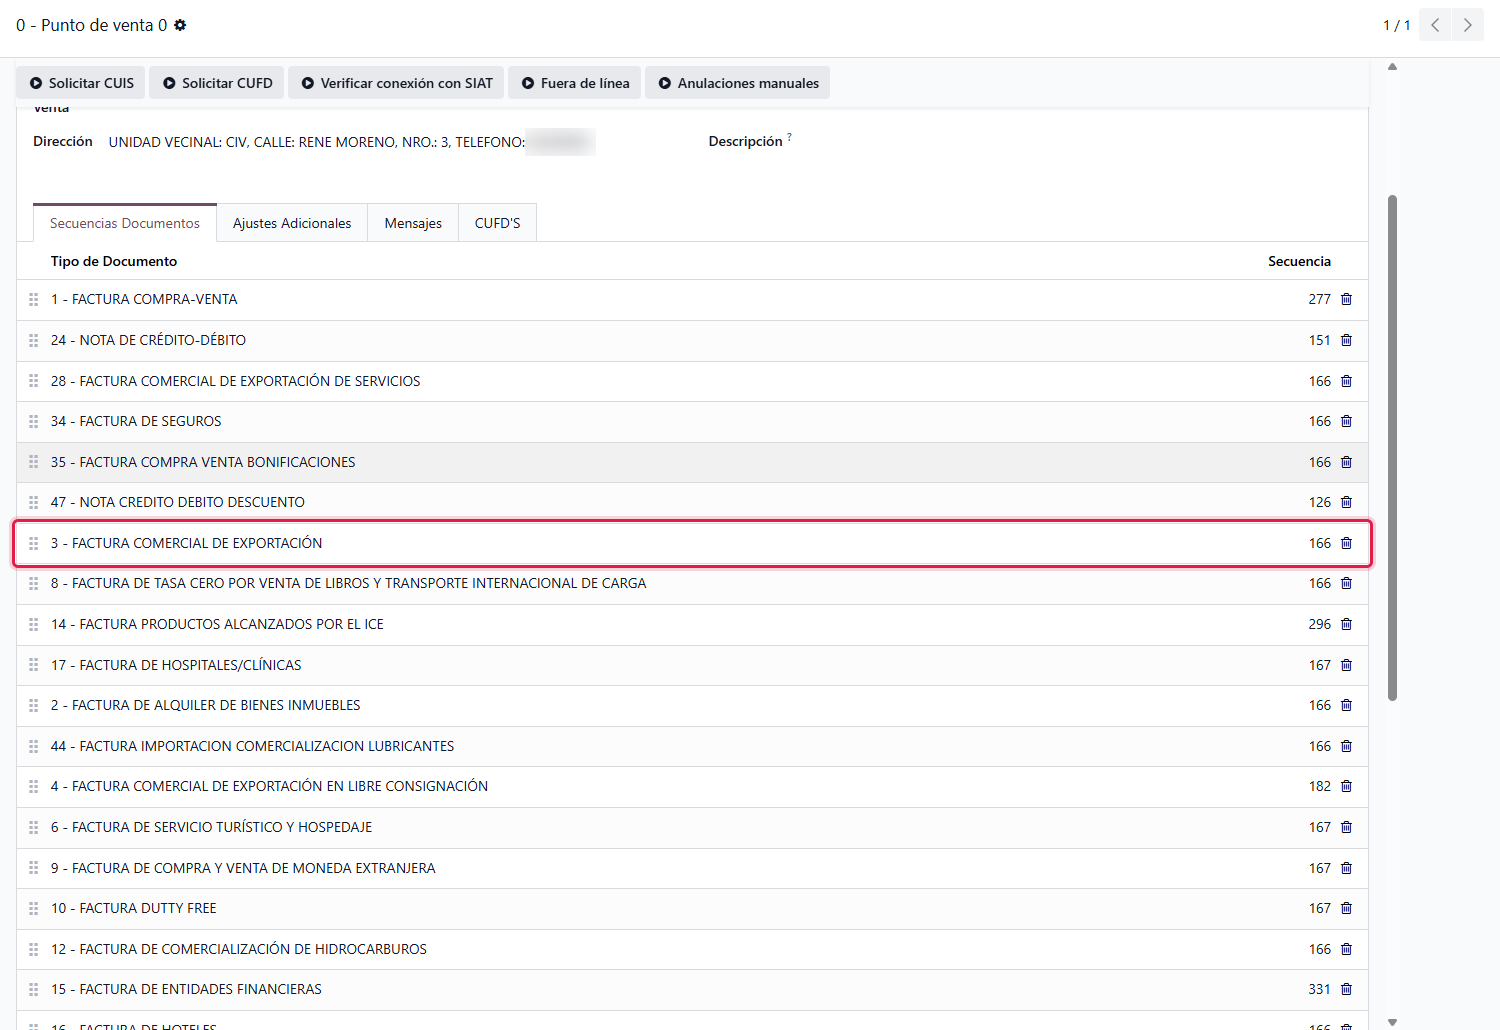 0 - Punto de venta 0
1 / 1
Solicitar CUIS Solicitar CUFD Verificar conexión con SIAT Fuera de línea Anulaciones manuales
Venta
Dirección UNIDAD VECINAL: CIV, CALLE: RENE MORENO, NRO.: 3, TELEFONO: Descripción ?
Secuencias Documentos Ajustes Adicionales Mensajes CUFD'S
Tipo de Documento Secuencia
1 - FACTURA COMPRA-VENTA 277
24 - NOTA DE CRÉDITO-DÉBITO 151
28 - FACTURA COMERCIAL DE EXPORTACIÓN DE SERVICIOS 166
34 - FACTURA DE SEGUROS 166
35 - FACTURA COMPRA VENTA BONIFICACIONES 166
47 - NOTA CREDITO DEBITO DESCUENTO 126
3 - FACTURA COMERCIAL DE EXPORTACIÓN 166
8 - FACTURA DE TASA CERO POR VENTA DE LIBROS Y TRANSPORTE INTERNACIONAL DE CARGA 166
14 - FACTURA PRODUCTOS ALCANZADOS POR EL ICE 296
17 - FACTURA DE HOSPITALES/CLÍNICAS 167
2 - FACTURA DE ALQUILER DE BIENES INMUEBLES 166
44 - FACTURA IMPORTACION COMERCIALIZACION LUBRICANTES 166
4 - FACTURA COMERCIAL DE EXPORTACIÓN EN LIBRE CONSIGNACIÓN 182
6 - FACTURA DE SERVICIO TURÍSTICO Y HOSPEDAJE 167
9 - FACTURA DE COMPRA Y VENTA DE MONEDA EXTRANJERA 167
10 - FACTURA DUTTY FREE 167
12 - FACTURA DE COMERCIALIZACIÓN DE HIDROCARBUROS 166
15 - FACTURA DE ENTIDADES FINANCIERAS 331
16 - FACTURA DE HOTELES 166